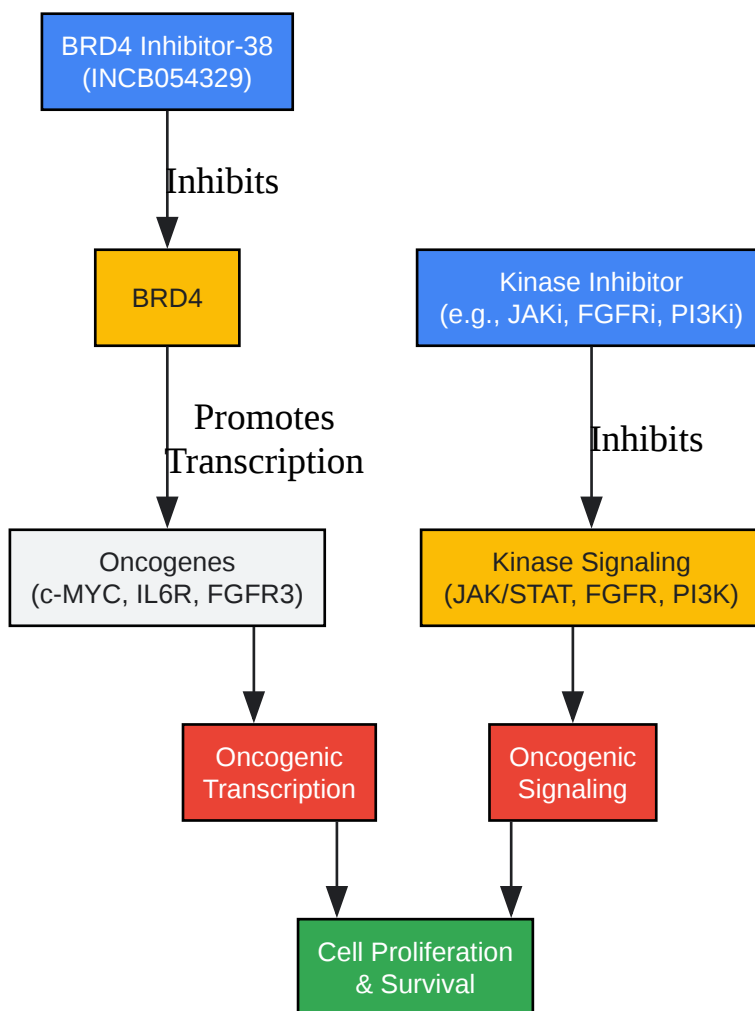 BRD4 Inhibitor-38
(INCB054329)
Inhibits
BRD4
Kinase Inhibitor
(e.g., JAKi, FGFRi, PI3Ki)
Promotes
Transcription
Inhibits
Oncogenes
(c-MYC, IL6R, FGFR3)
Kinase Signaling
(JAK/STAT, FGFR, PI3K)
Oncogenic
Transcription
Oncogenic
Signaling
Cell Proliferation
& Survival